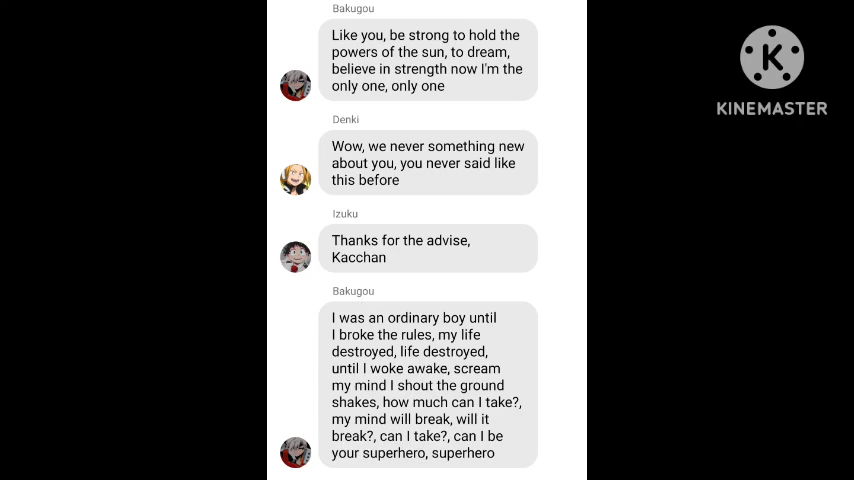 Bakugou
Like you, be strong to hold the
powers of the sun, to dream,
believe in strength now I'm the
only one, only one
Denki
Wow, we never something new
about you, you never said like
this before
Izuku
Thanks for the advise,
Kacchan
Bakugou
I was an ordinary boy until
I broke the rules, my life
destroyed, life destroyed,
until I woke awake, scream
my mind I shout the ground
shakes, how much can I take?,
my mind will break, will it
break?, can I take?, can I be
your superhero, superhero
K
KINEMASTER